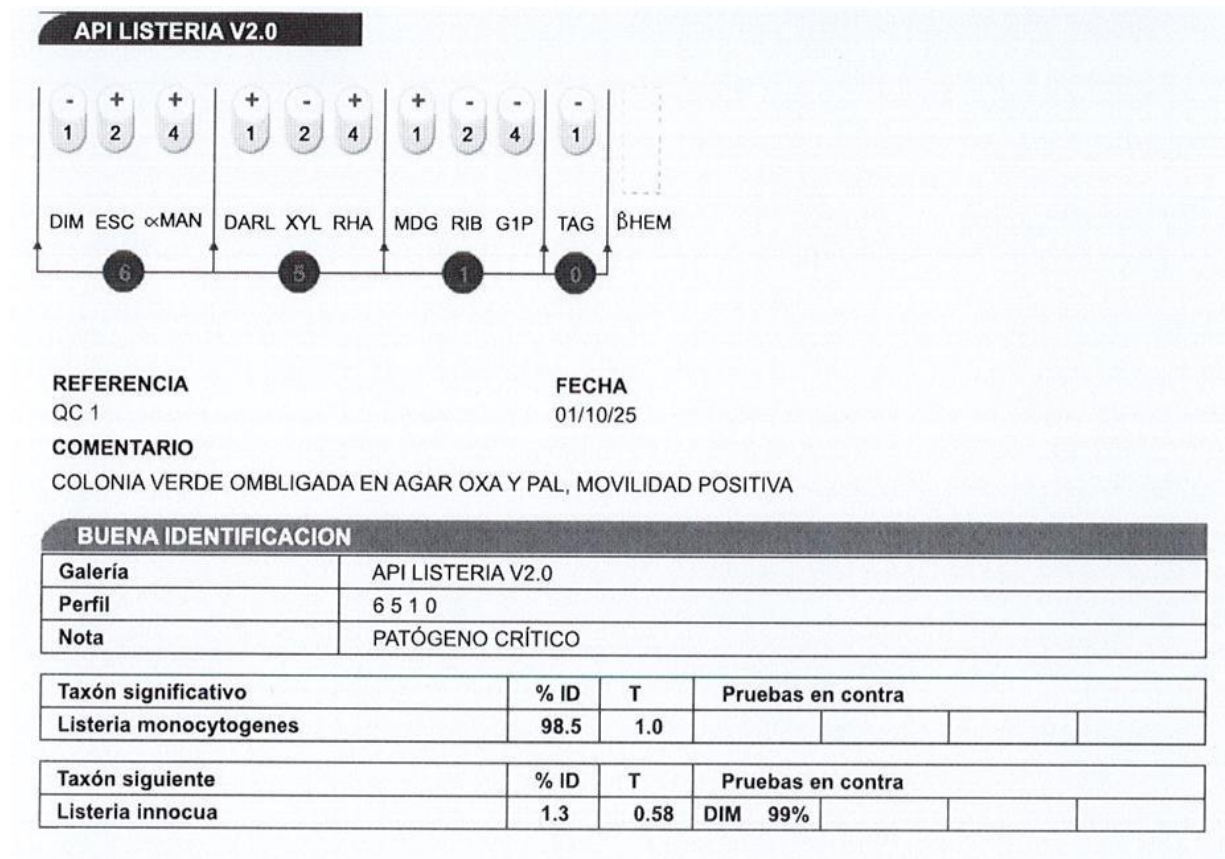 API LISTERIA V2.0
- + + + - + + - - -
1 2 4 1 2 4 1 2 4 1
DIM ESC ∝MAN DARL XYL RHA MDG RIB G1P TAG βHEM
6 5 1 0
REFERENCIA FECHA
QC 1 01/10/25
COMENTARIO
COLONIA VERDE OMBLIGADA EN AGAR OXA Y PAL, MOVILIDAD POSITIVA
BUENA IDENTIFICACION
Galería API LISTERIA V2.0
Perfil 6 5 1 0
Nota PATÓGENO CRÍTICO
Taxón significativo % ID T Pruebas en contra
Listeria monocytogenes 98.5 1.0
Taxón siguiente % ID T Pruebas en contra
Listeria innocua 1.3 0.58 DIM 99%